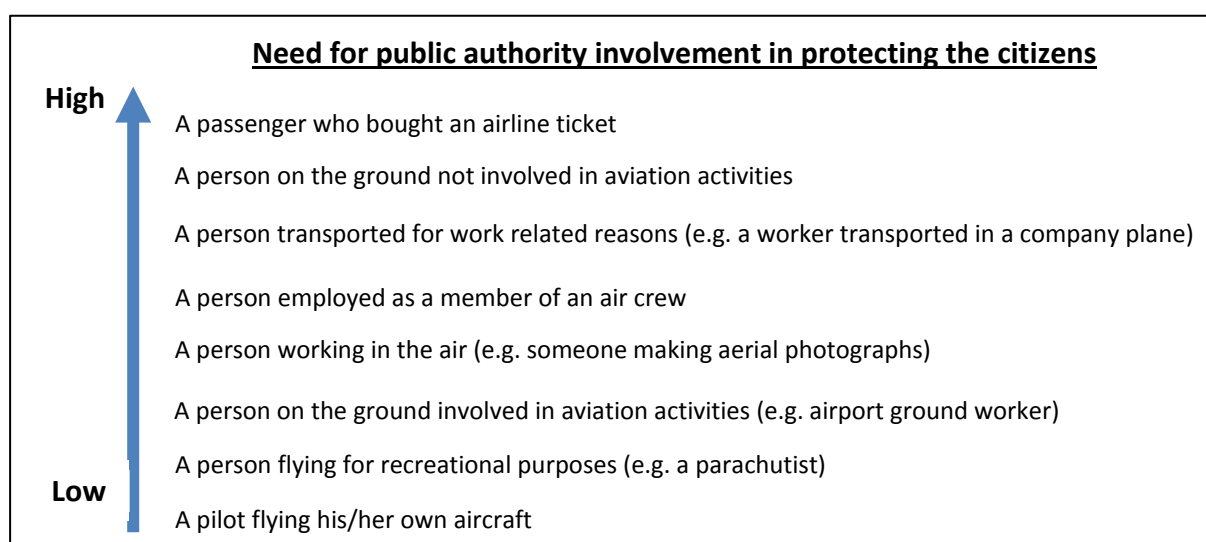 Need for public authority involvement in protecting the citizens
High
A passenger who bought an airline ticket
A person on the ground not involved in aviation activities
A person transported for work related reasons (e.g. a worker transported in a company plane)
A person employed as a member of an air crew
A person working in the air (e.g. someone making aerial photographs)
A person on the ground involved in aviation activities (e.g. airport ground worker)
A person flying for recreational purposes (e.g. a parachutist)
Low
A pilot flying his/her own aircraft